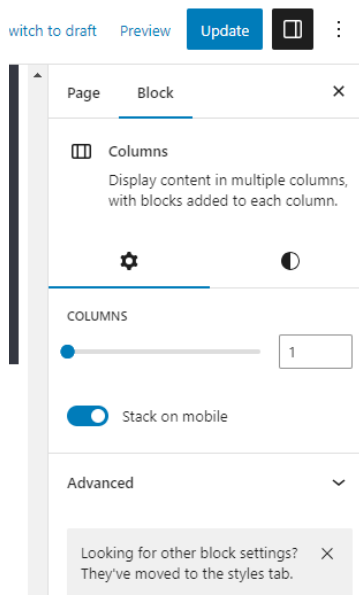 witch to draft Preview Update
Page Block
Columns
Display content in multiple columns,
with blocks added to each column.
COLUMNS
1
Stack on mobile
Advanced
Looking for other block settings?
They've moved to the styles tab.